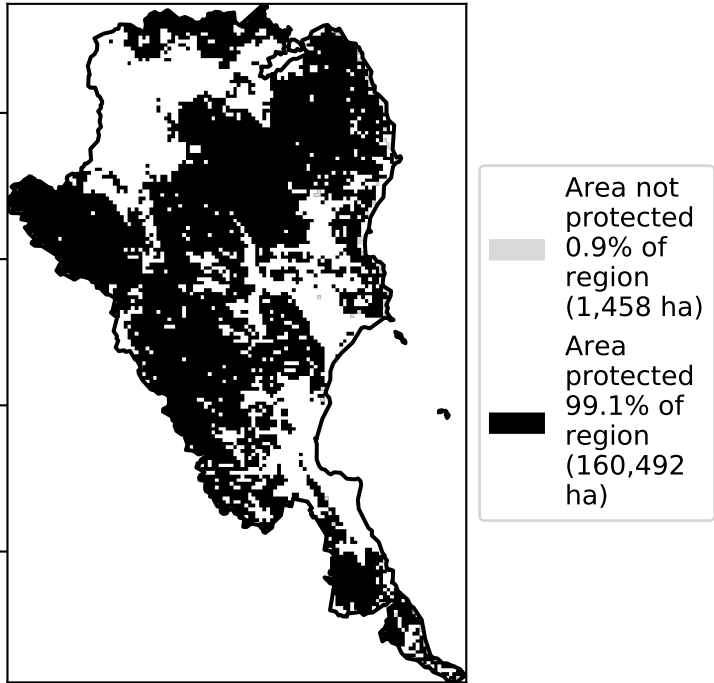 Area not
protected
0.9% of
region
(1,458 ha)
Area
protected
99.1% of
region
(160,492
ha)